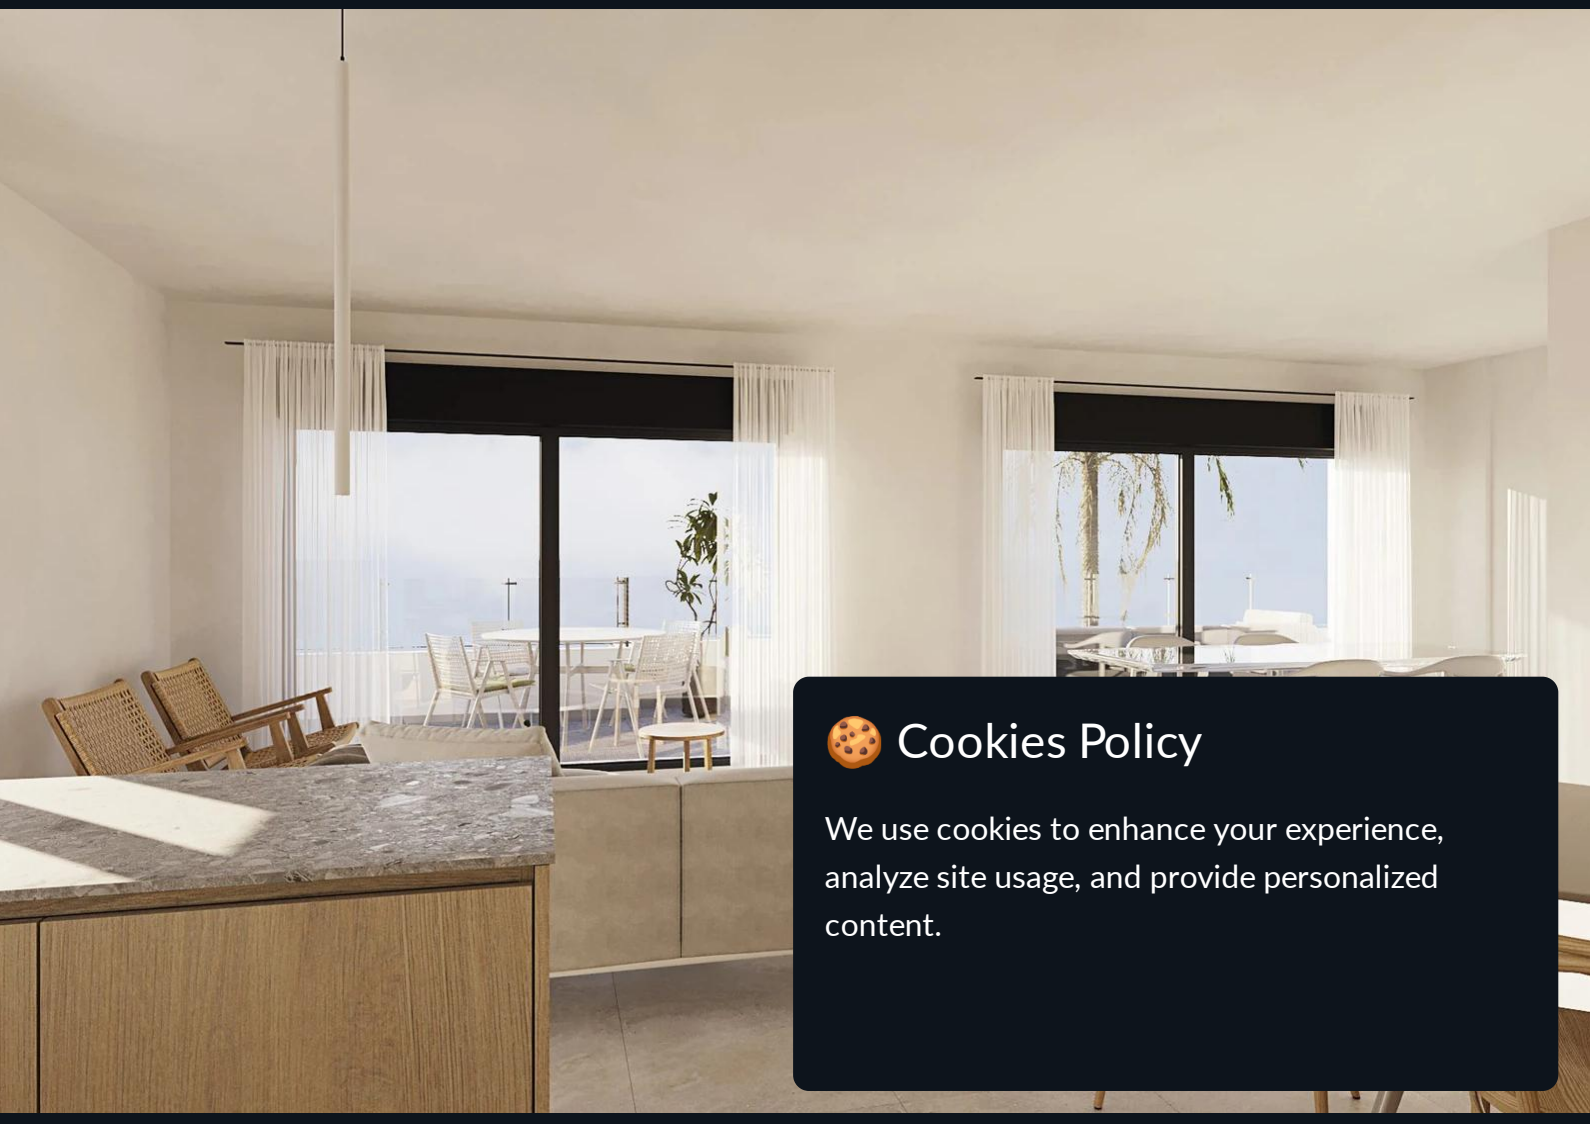 🍪 Cookies Policy
We use cookies to enhance your experience,
analyze site usage, and provide personalized
content.